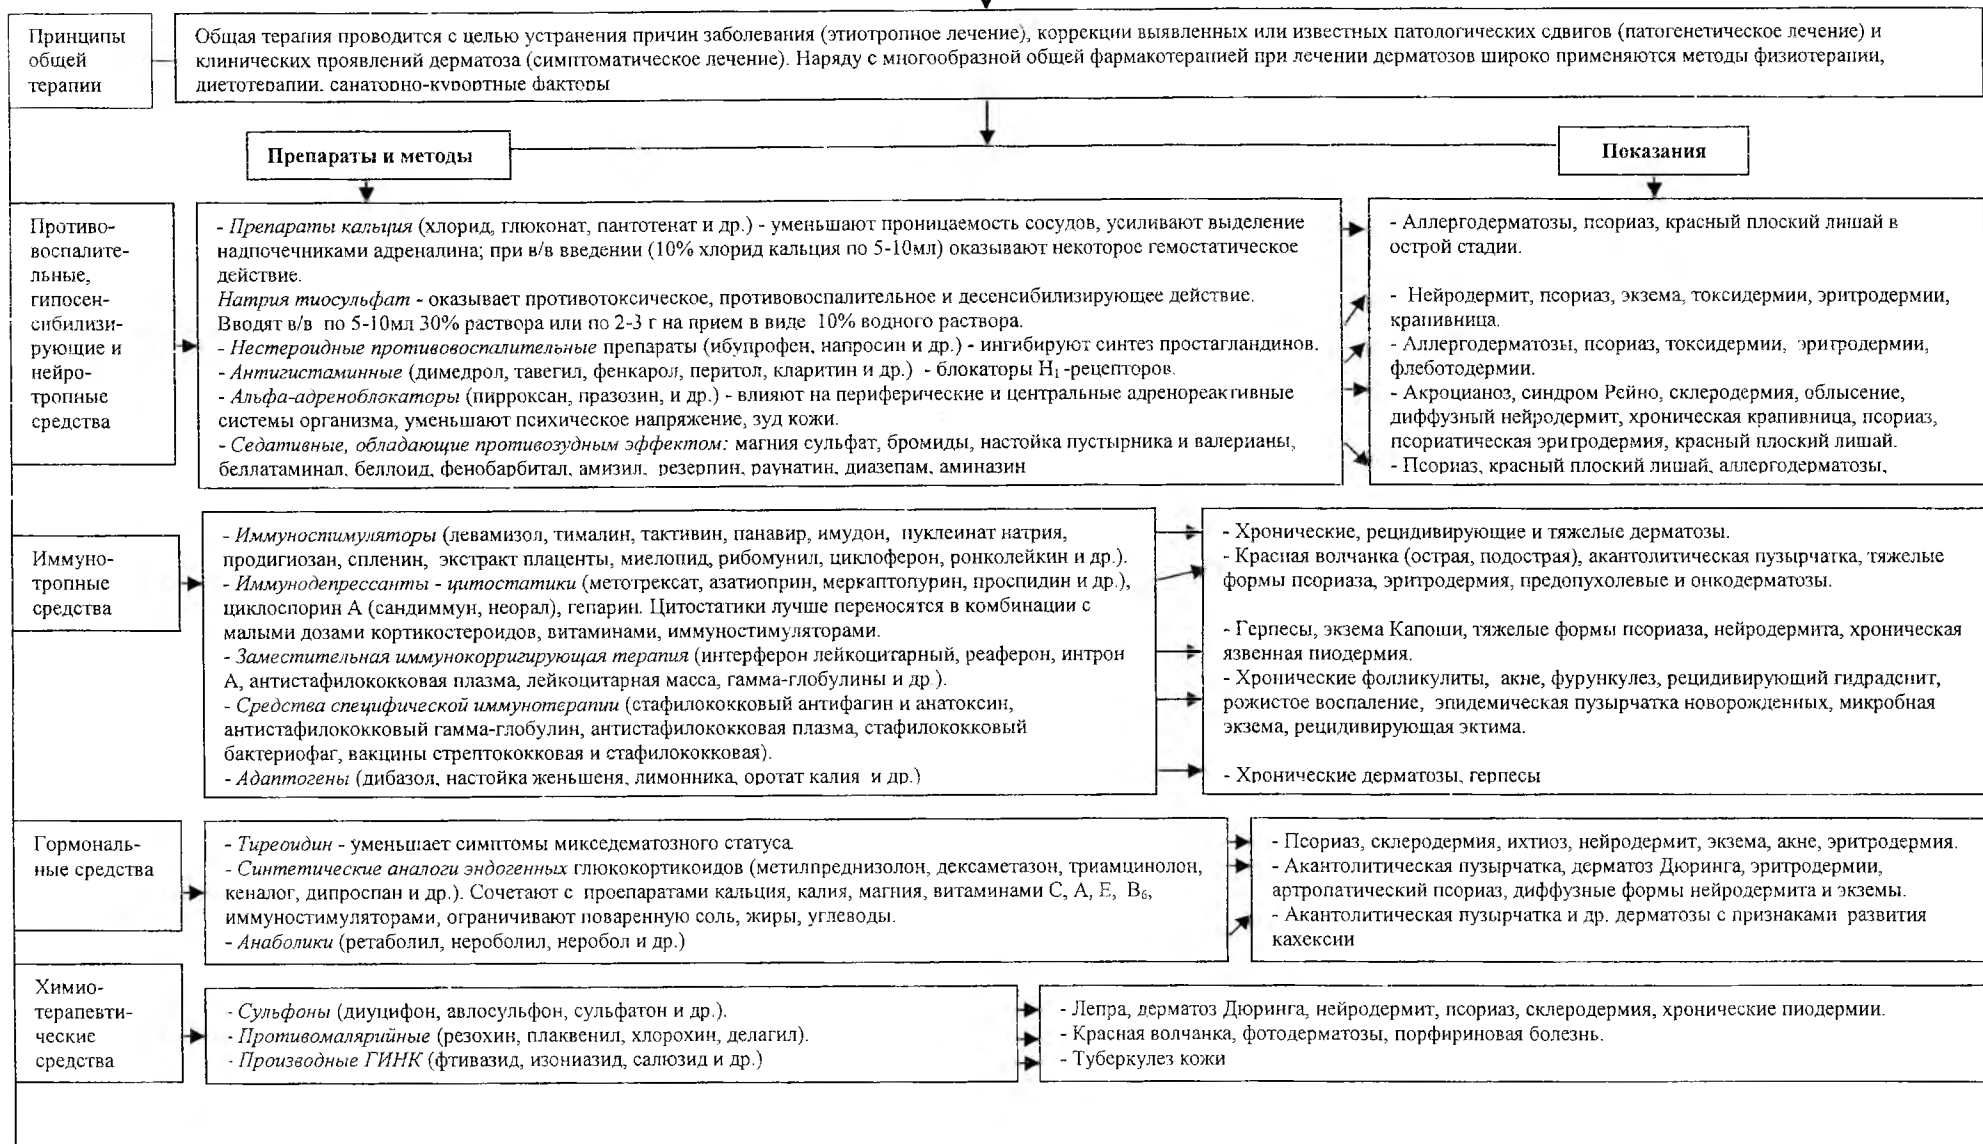 Принципы
общей
терапии
Общая терапия проводится с целью устранения причин заболевания (этиотропное лечение), коррекции выявленных или известных патологических сдвигов (патогенетическое лечение) и
клинических проявлений дерматоза (симптоматическое лечение). Наряду с многообразной общей фармакотерапией при лечении дерматозов широко применяются методы физиотерапии,
диетотерапии, санаторно-курортные факторы
Препараты и методы
Показания
Противо-
воспалите-
льные,
гипосен-
сибилизи-
рующие и
нейро-
тропные
средства
- Препараты кальция (хлорид, глюконат, пантотенат и др.) - уменьшают проницаемость сосудов, усиливают выделение
надпочечниками адреналина; при в/в введении (10% хлорид кальция по 5-10мл) оказывают некоторое гемостатическое
действие.
Натрия тиосульфат - оказывает противотоксическое, противовоспалительное и десенсибилизирующее действие.
Вводят в/в по 5-10мл 30% раствора или по 2-3 г на прием в виде 10% водного раствора.
- Нестероидные противовоспалительные препараты (ибупрофен, напросин и др.) - ингибируют синтез простагландинов.
- Антигистаминные (димедрол, тавегил, фенкарол, перитол, кларитин и др.) - блокаторы H₁ -рецепторов.
- Альфа-адреноблокаторы (пирроксан, празозин, и др.) - влияют на периферические и центральные адренореактивные
системы организма, уменьшают психическое напряжение, зуд кожи.
- Седативные, обладающие противозудным эффектом: магния сульфат, бромиды, настойка пустырника и валерианы,
беллатаминал, беллоид, фенобарбитал, амизил, резерпин, раунатин, диазепам, аминазин
- Аллергодерматозы, псориаз, красный плоский лишай в
острой стадии.
- Нейродермит, псориаз, экзема, токсидермии, эритродермии,
крапивница.
- Аллергодерматозы, псориаз, токсидермии, эритродермии,
флеботодермии.
- Акроцианоз, синдром Рейно, склеродермия, облысение,
диффузный нейродермит, хроническая крапивница, псориаз,
псориатическая эритродермия, красный плоский лишай.
- Псориаз, красный плоский лишай, аллергодерматозы,
Иммуно-
тропные
средства
- Иммуностимуляторы (левамизол, тималин, тактивин, панавир, имудон, нуклеинат натрия,
продигиозан, спленин, экстракт плаценты, миелопид, рибомунил, циклоферон, ронколейкин и др.).
- Иммунодепрессанты - цитостатики (метотрексат, азатиоприн, меркаптопурин, проспидин и др.),
циклоспорин А (сандиммун, неорал), гепарин. Цитостатики лучше переносятся в комбинации с
малыми дозами кортикостероидов, витаминами, иммуностимуляторами.
- Заместительная иммунокорригирующая терапия (интерферон лейкоцитарный, реаферон, интрон
А, антистафилококковая плазма, лейкоцитарная масса, гамма-глобулины и др.).
- Средства специфической иммунотерапии (стафилококковый антифагин и анатоксин,
антистафилококковый гамма-глобулин, антистафилококковая плазма, стафилококковый
бактериофаг, вакцины стрептококковая и стафилококковая).
- Адаптогены (дибазол, настойка женьшеня, лимонника, оротат калия и др.)
- Хронические, рецидивирующие и тяжелые дерматозы.
- Красная волчанка (острая, подострая), акантолитическая пузырчатка, тяжелые
формы псориаза, эритродермия, предопухолевые и онкодерматозы.
- Герпесы, экзема Капоши, тяжелые формы псориаза, нейродермита, хроническая
язвенная пиодермия.
- Хронические фолликулиты, акне, фурункулез, рецидивирующий гидраденит,
рожистое воспаление, эпидемическая пузырчатка новорожденных, микробная
экзема, рецидивирующая эктима.
- Хронические дерматозы, герпесы
Гормональ-
ные средства
- Тиреоидин - уменьшает симптомы микседематозного статуса
- Синтетические аналоги эндогенных глюкокортикоидов (метилпреднизолон, дексаметазон, триамцинолон,
кеналог, дипроспан и др.). Сочетают с проепаратами кальция, калия, магния, витаминами С, А, Е, В₆,
иммуностимуляторами, ограничивают поваренную соль, жиры, углеводы.
- Анаболики (ретаболил, нероболил, неробол и др.)
- Псориаз, склеродермия, ихтиоз, нейродермит, экзема, акне, эритродермия.
- Акантолитическая пузырчатка, дерматоз Дюринга, эритродермии,
артропатический псориаз, диффузные формы нейродермита и экземы.
- Акантолитическая пузырчатка и др. дерматозы с признаками развития
кахексии
Химио-
терапевти-
ческие
средства
- Сульфоны (диуцифон, авлосульфон, сульфатон и др.).
- Противомалярийные (резохин, плаквенил, хлорохин, делагил).
- Производные ГИНК (фтивазид, изониазид, салюзид и др.)
- Лепра, дерматоз Дюринга, нейродермит, псориаз, склеродермия, хронические пиодермии.
- Красная волчанка, фотодерматозы, порфириновая болезнь.
- Туберкулез кожи